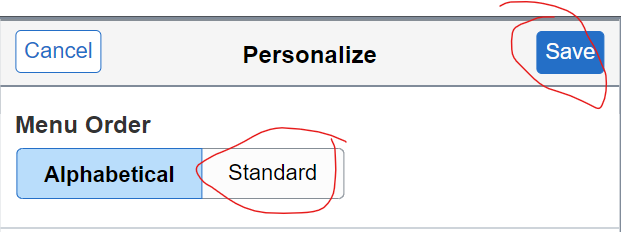 Cancel Personalize Save
Menu Order
Alphabetical Standard